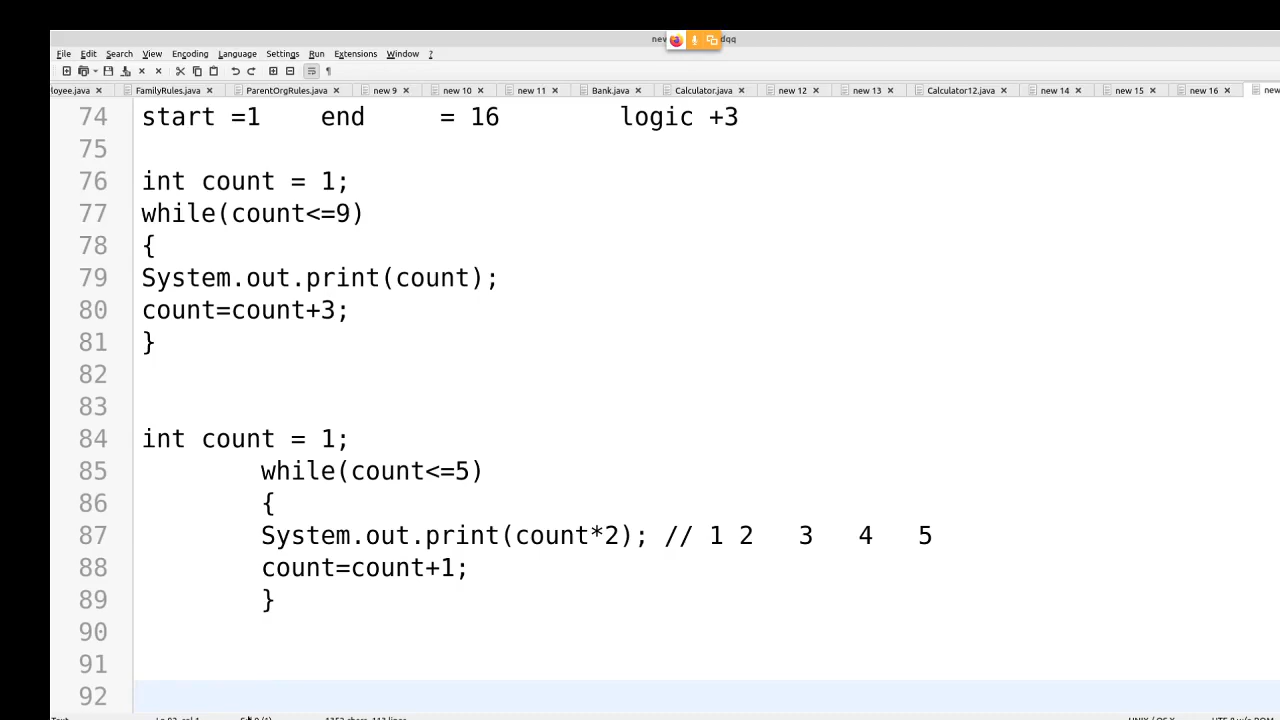 new dqq
File Edit Search View Encoding Language Settings Run Extensions Window ?
loyee.java FamilyRules.java ParentOrgRules.java new 9 new 10 new 11 Bank.java Calculator.java new 12 new 13 Calculator12.java new 14 new 15 new 16 new
74 start =1 end = 16 logic +3
75
76 int count = 1;
77 while(count<=9)
78 {
79 System.out.print(count);
80 count=count+3;
81 }
82
83
84 int count = 1;
85 while(count<=5)
86 {
87 System.out.print(count*2); // 1 2 3 4 5
88 count=count+1;
89 }
90
91
92